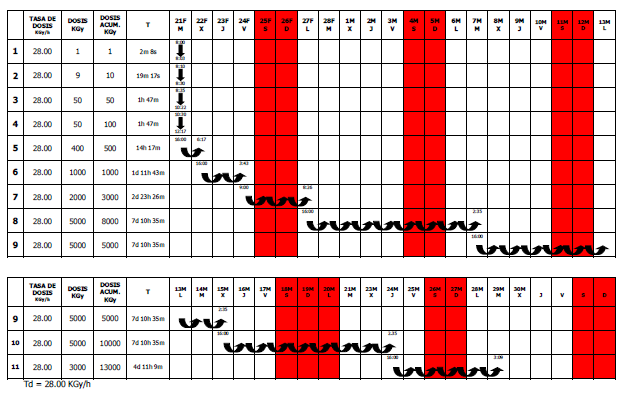 TASA DE DOSIS KGy/h DOSIS KGy DOSIS ACUM. KGy T 21F 22F 23F 24F 25F 26F 27F 28F 1M 2M 3M 4M 5M 6M 7M 8M 9M 10M 11M 12M 13M
M X J V S D L M X J V S D L M X J V S D L
1 28.00 1 1 2m 8s 8:00 8:03
2 28.00 9 10 19m 17s 8:10 8:30
3 28.00 50 50 1h 47m 8:35 10:22
4 28.00 50 100 1h 47m 10:30 12:17
5 28.00 400 500 14h 17m 16:00 6:17
6 28.00 1000 1000 1d 11h 43m 16:00 3:43
7 28.00 2000 3000 2d 23h 26m 9:00 8:26
8 28.00 5000 8000 7d 10h 35m 16:00 2:35
9 28.00 5000 5000 7d 10h 35m 16:00
TASA DE DOSIS KGy/h DOSIS KGy DOSIS ACUM. KGy T 13M 14M 15M 16M 17M 18M 19M 20M 21M 23M 24M 25M 26M 27M 28M 29M 30M
L M X J V S D L M X J V S D L M X J V S D
9 28.00 5000 5000 7d 10h 35m 2:35
10 28.00 5000 10000 7d 10h 35m 16:00 2:35
11 28.00 3000 13000 4d 11h 9m 16:00 3:09
Td = 28.00 KGy/h